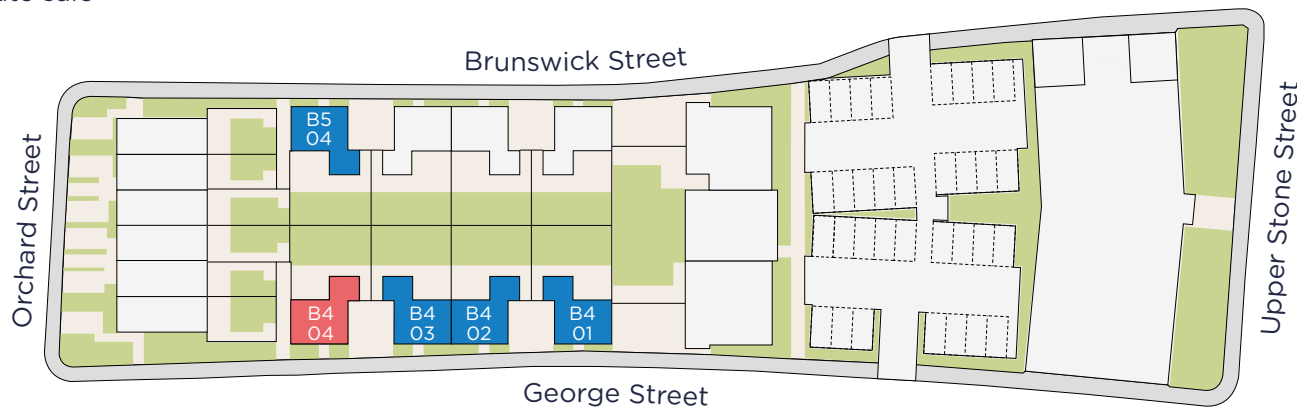 Brunswick Street
Orchard Street
Upper Stone Street
B5
04
B4
04
B4
03
B4
02
B4
01
George Street